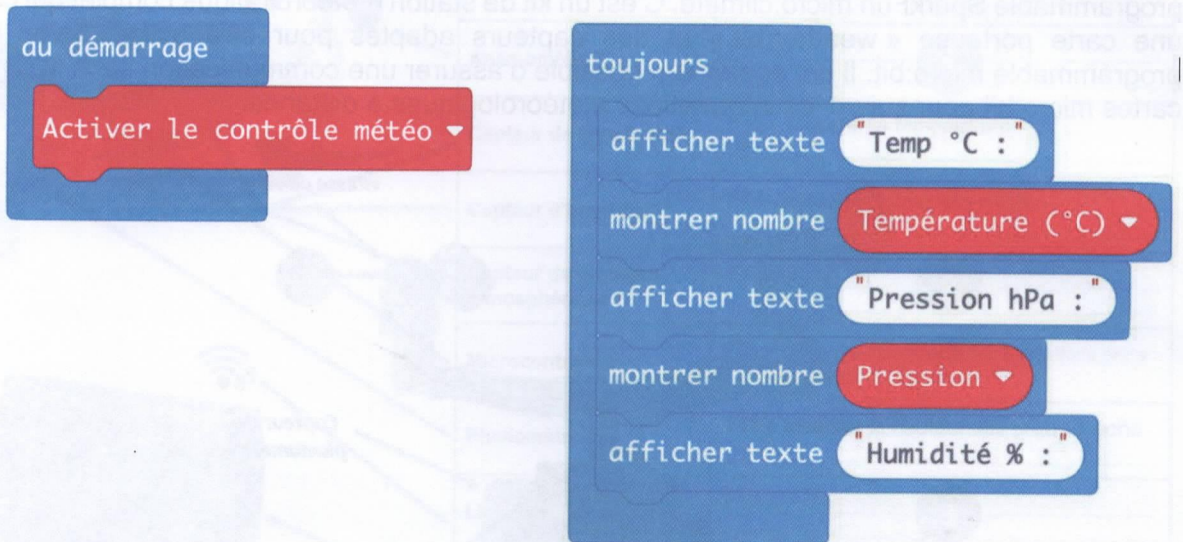 au démarrage
Activer le contrôle météo
toujours
afficher texte "Temp °C :"
montrer nombre Température (°C)
afficher texte "Pression hPa :"
montrer nombre Pression
afficher texte "Humidité % :"